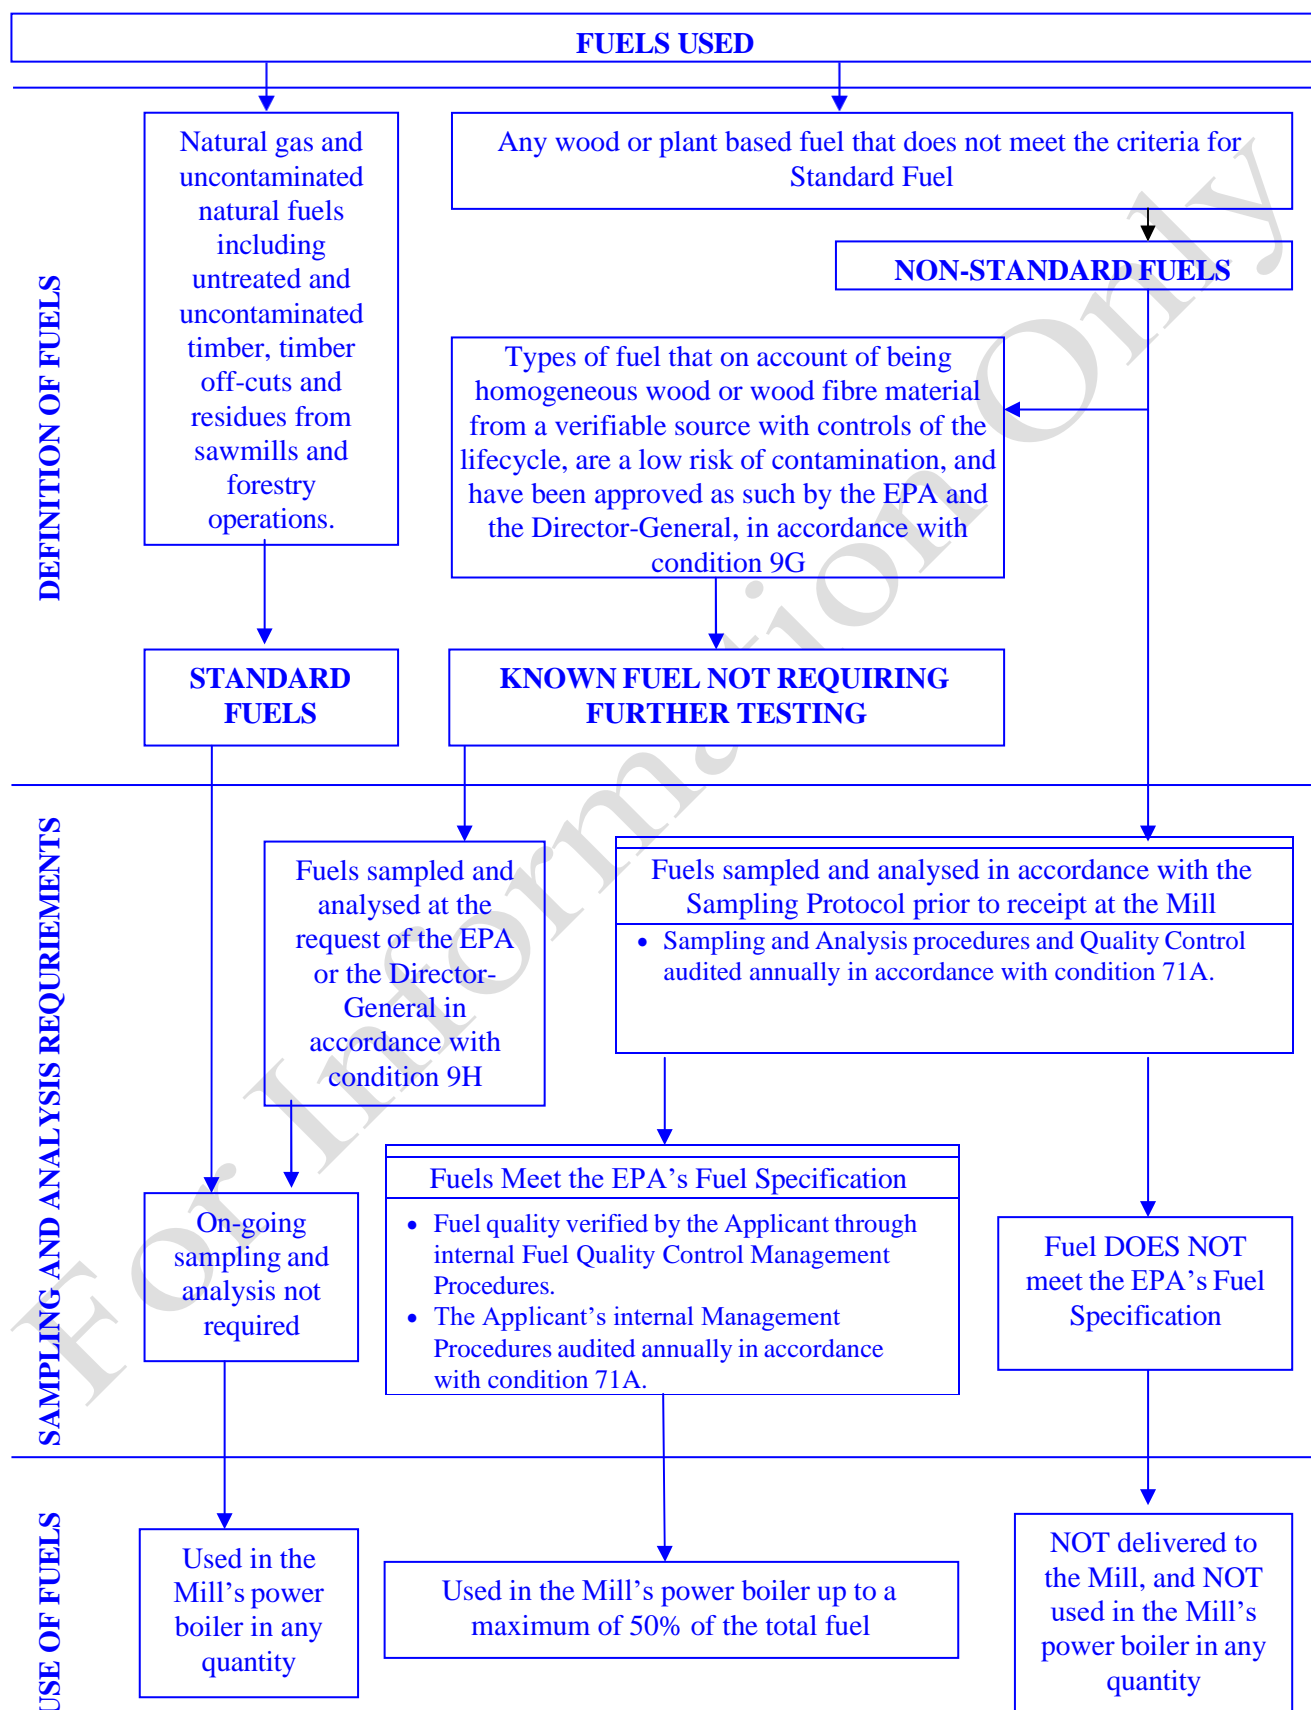 FUELS USED
Natural gas and
uncontaminated
natural fuels
including
untreated and
uncontaminated
timber, timber
off-cuts and
residues from
sawmills and
forestry
operations.
Any wood or plant based fuel that does not meet the criteria for
Standard Fuel
NON-STANDARD FUELS
Types of fuel that on account of being
homogeneous wood or wood fibre material
from a verifiable source with controls of the
lifecycle, are a low risk of contamination, and
have been approved as such by the EPA and
the Director-General, in accordance with
condition 9G
DEFINITION OF FUELS
STANDARD
FUELS
KNOWN FUEL NOT REQUIRING
FURTHER TESTING
SAMPLING AND ANALYSIS REQURIEMENTS
Fuels sampled and
analysed at the
request of the EPA
or the Director-
General in
accordance with
condition 9H
Fuels sampled and analysed in accordance with the
Sampling Protocol prior to receipt at the Mill
• Sampling and Analysis procedures and Quality Control
audited annually in accordance with condition 71A.
On-going
sampling and
analysis not
required
Fuels Meet the EPA's Fuel Specification
• Fuel quality verified by the Applicant through
internal Fuel Quality Control Management
Procedures.
• The Applicant's internal Management
Procedures audited annually in accordance
with condition 71A.
Fuel DOES NOT
meet the EPA's Fuel
Specification
USE OF FUELS
Used in the
Mill's power
boiler in any
quantity
Used in the Mill's power boiler up to a
maximum of 50% of the total fuel
NOT delivered to
the Mill, and NOT
used in the Mill's
power boiler in any
quantity
For Information Only